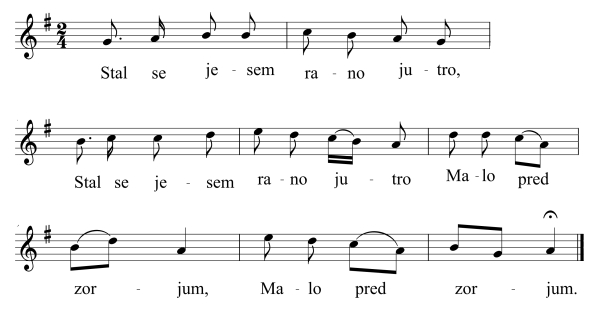 2
4
Stal se je - sem ra - no ju - tro,
Stal se je - sem ra - no ju - tro Ma - lo pred
zor - jum, Ma - lo pred zor - jum.